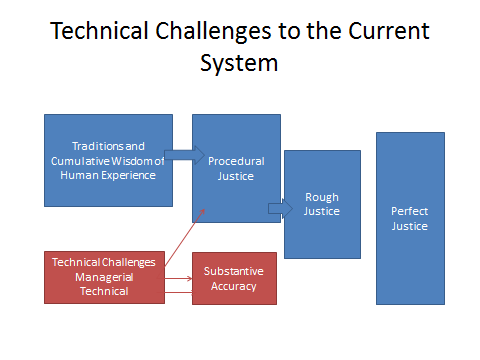 Technical Challenges to the Current
System
Traditions and
Cumulative Wisdom of
Human Experience
Procedural
Justice
Rough
Justice
Perfect
Justice
Technical Challenges
Managerial
Technical
Substantive
Accuracy